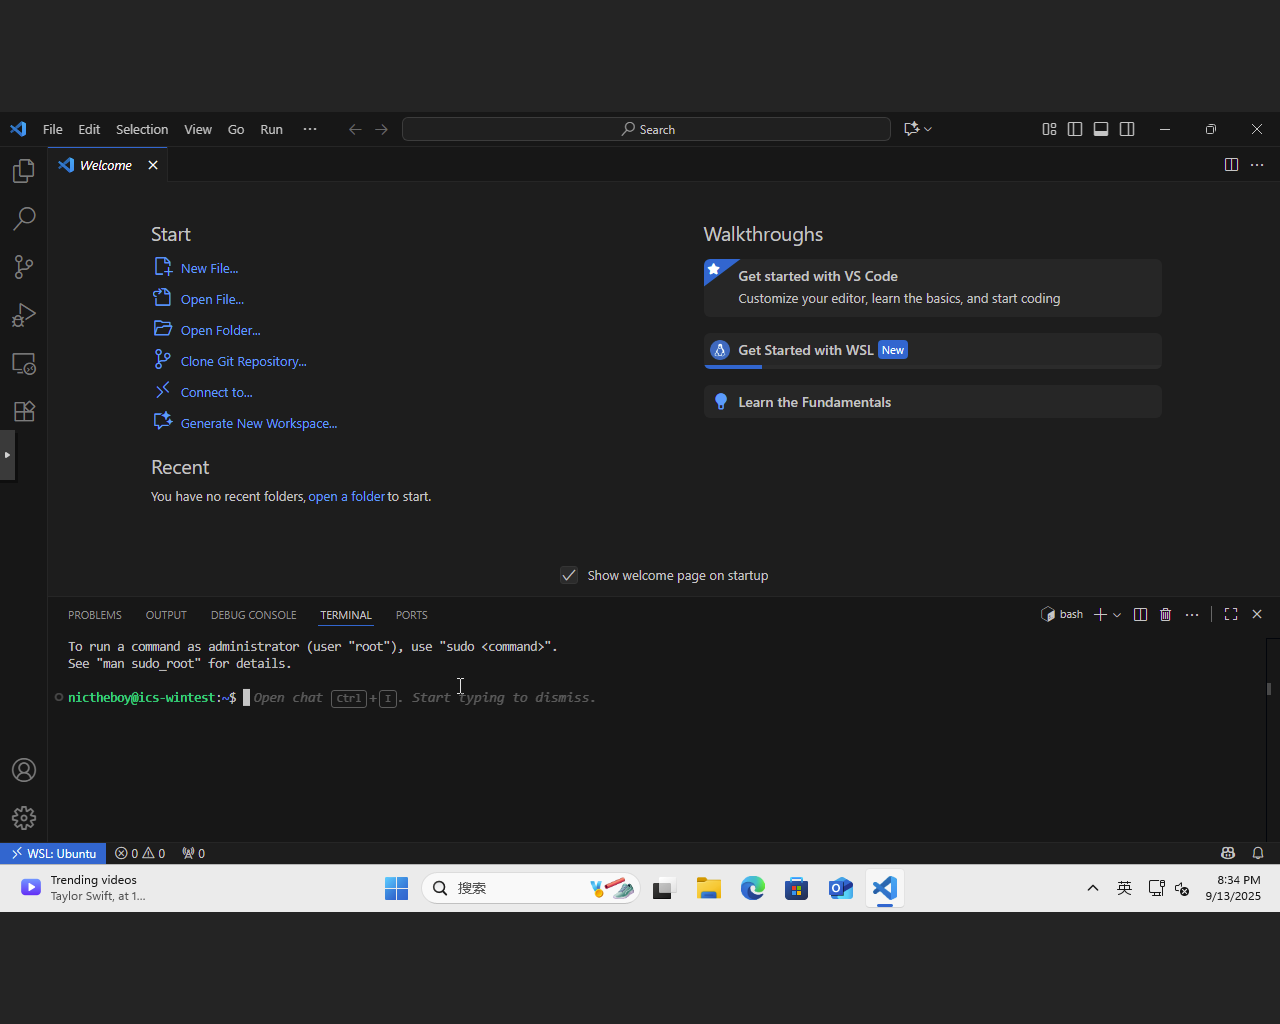 File Edit Selection View Go Run ··· Search
Welcome
Start
New File...
Open File...
Open Folder...
Clone Git Repository...
Connect to...
Generate New Workspace...
Recent
You have no recent folders, open a folder to start.
Walkthroughs
Get started with VS Code
Customize your editor, learn the basics, and start coding
Get Started with WSL New
Learn the Fundamentals
Show welcome page on startup
PROBLEMS OUTPUT DEBUG CONSOLE TERMINAL PORTS bash
To run a command as administrator (user "root"), use "sudo <command>".
See "man sudo_root" for details.
nictheboy@ics-wintest:~$ Open chat Ctrl + I . Start typing to dismiss.
WSL: Ubuntu 0 0 0
Trending videos
Taylor Swift, at 1...
搜索
英
8:34 PM
9/13/2025